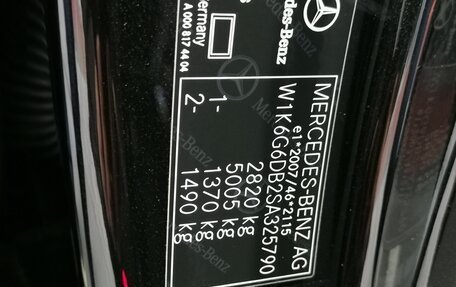 MERCEDES-BENZ AG
e1*2007/46*2115
W1K6G6DB2SA325790
2820 kg
5005 kg
1- 1370 kg
2- 1490 kg
des-Benz
Germany
A 000 817 44 04